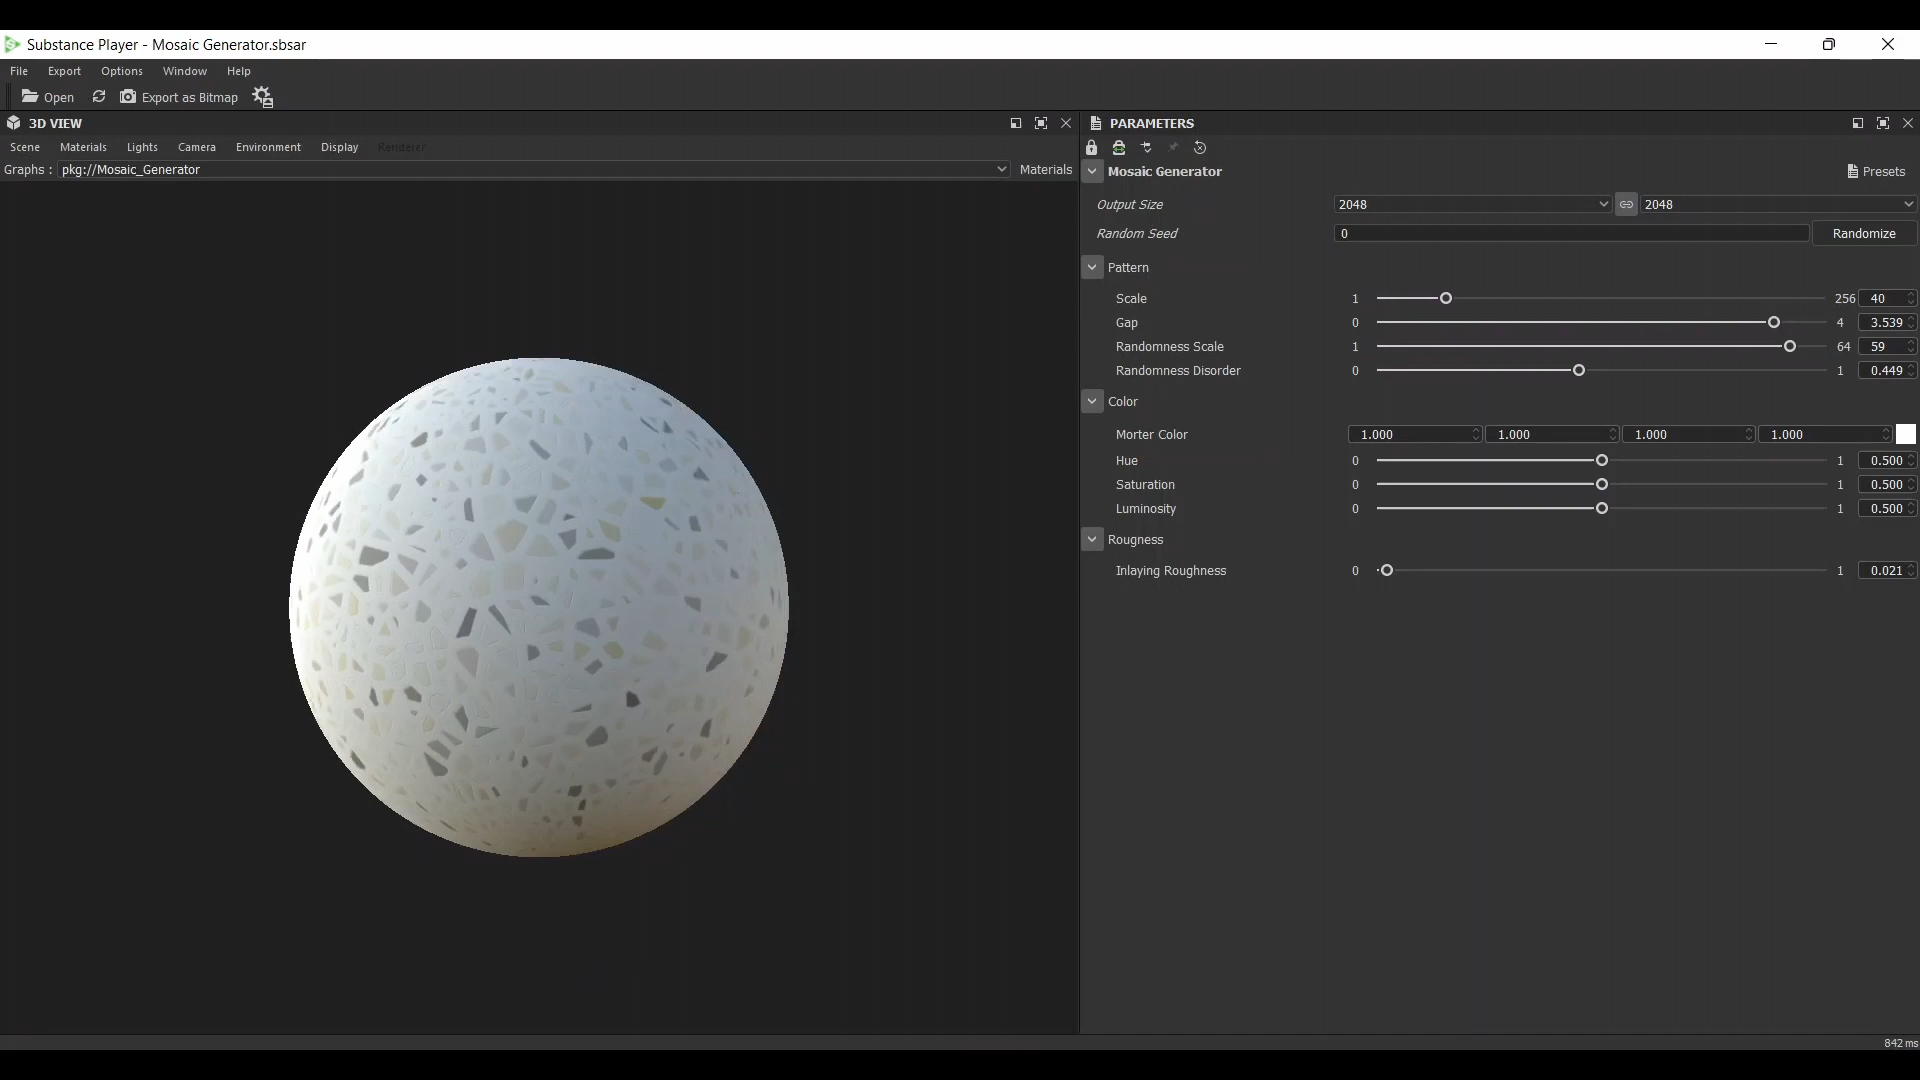 Substance Player - Mosaic Generator.sbsar
File Export Options Window Help
Open Export as Bitmap
3D VIEW
Scene Materials Lights Camera Environment Display Renderer
Graphs : pkg://Mosaic_Generator Materials
PARAMETERS
Mosaic Generator Presets
Output Size 2048 2048
Random Seed 0 Randomize
Pattern
Scale 1 256 40
Gap 0 4 3.539
Randomness Scale 1 64 59
Randomness Disorder 0 1 0.449
Color
Morter Color 1.000 1.000 1.000 1.000
Hue 0 1 0.500
Saturation 0 1 0.500
Luminosity 0 1 0.500
Rougness
Inlaying Roughness 0 1 0.021
842 ms